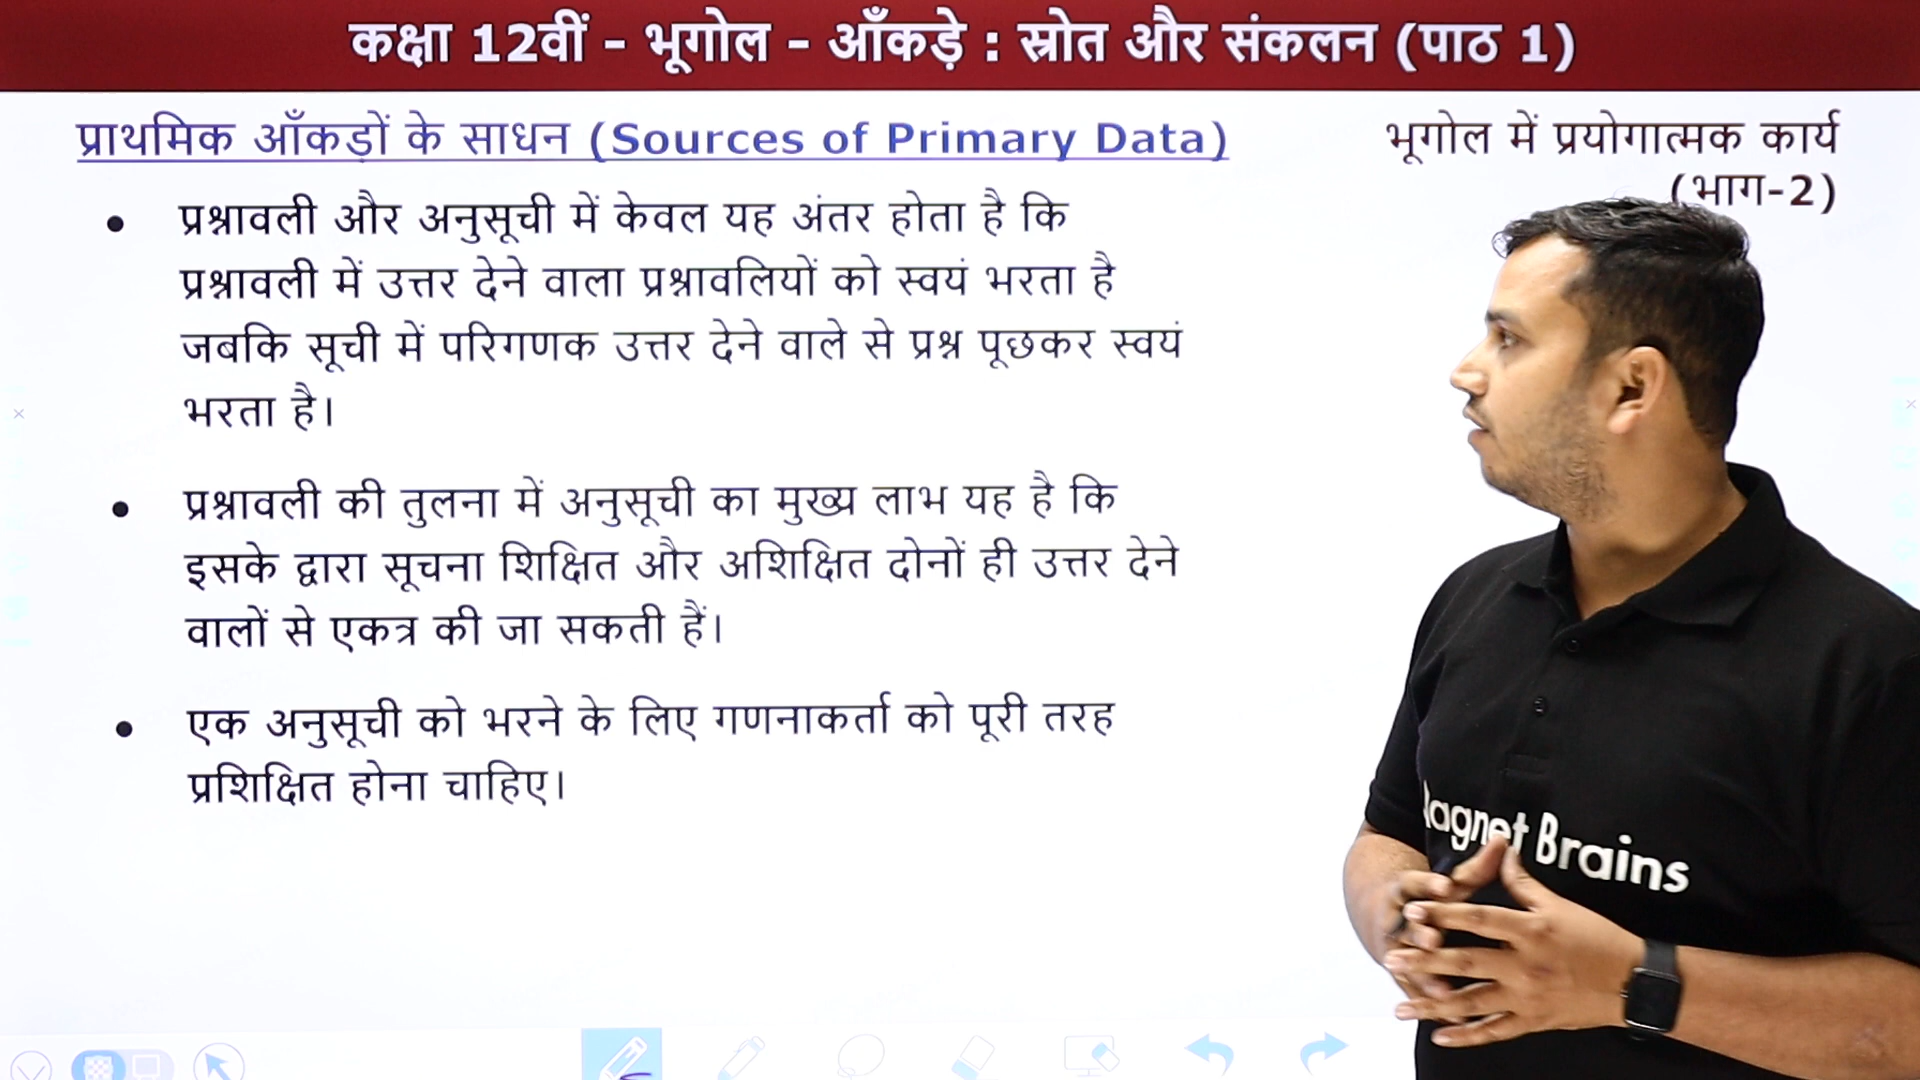 कक्षा 12वीं - भूगोल - आँकड़े : स्रोत और संकलन (पाठ 1)
प्राथमिक आँकड़ों के साधन (Sources of Primary Data)
भूगोल में प्रयोगात्मक कार्य
(भाग-2)
• प्रश्नावली और अनुसूची में केवल यह अंतर होता है कि
प्रश्नावली में उत्तर देने वाला प्रश्नावलियों को स्वयं भरता है
जबकि सूची में परिगणक उत्तर देने वाले से प्रश्न पूछकर स्वयं
भरता है।
• प्रश्नावली की तुलना में अनुसूची का मुख्य लाभ यह है कि
इसके द्वारा सूचना शिक्षित और अशिक्षित दोनों ही उत्तर देने
वालों से एकत्र की जा सकती हैं।
• एक अनुसूची को भरने के लिए गणनाकर्ता को पूरी तरह
प्रशिक्षित होना चाहिए।
agnet Brains